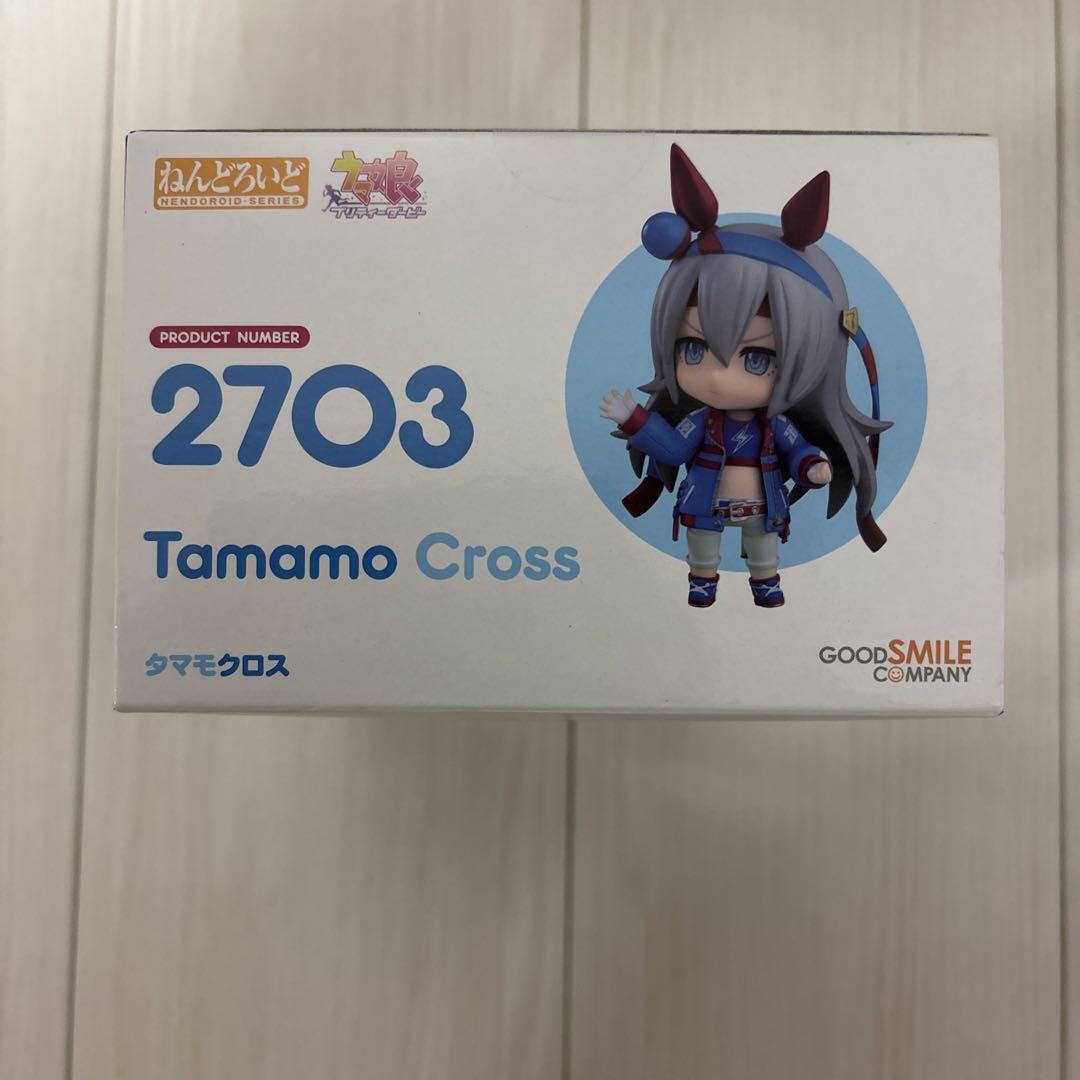 ねんどろいど
NENDOROID-SERIES
ウマ娘
プリティーダービー
PRODUCT NUMBER
2703
Tamamo Cross
タマモクロス
GOODSMILE
COMPANY